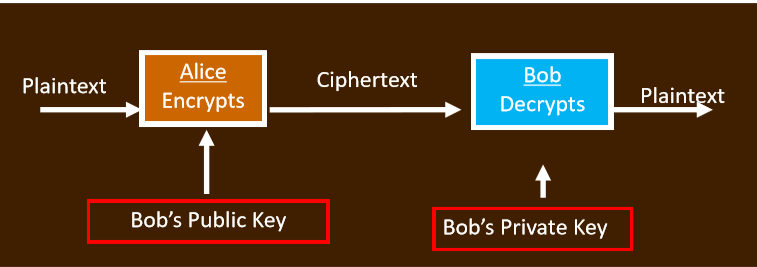 Plaintext
Alice
Encrypts
Ciphertext
Bob
Decrypts
Plaintext
Bob's Public Key
Bob's Private Key